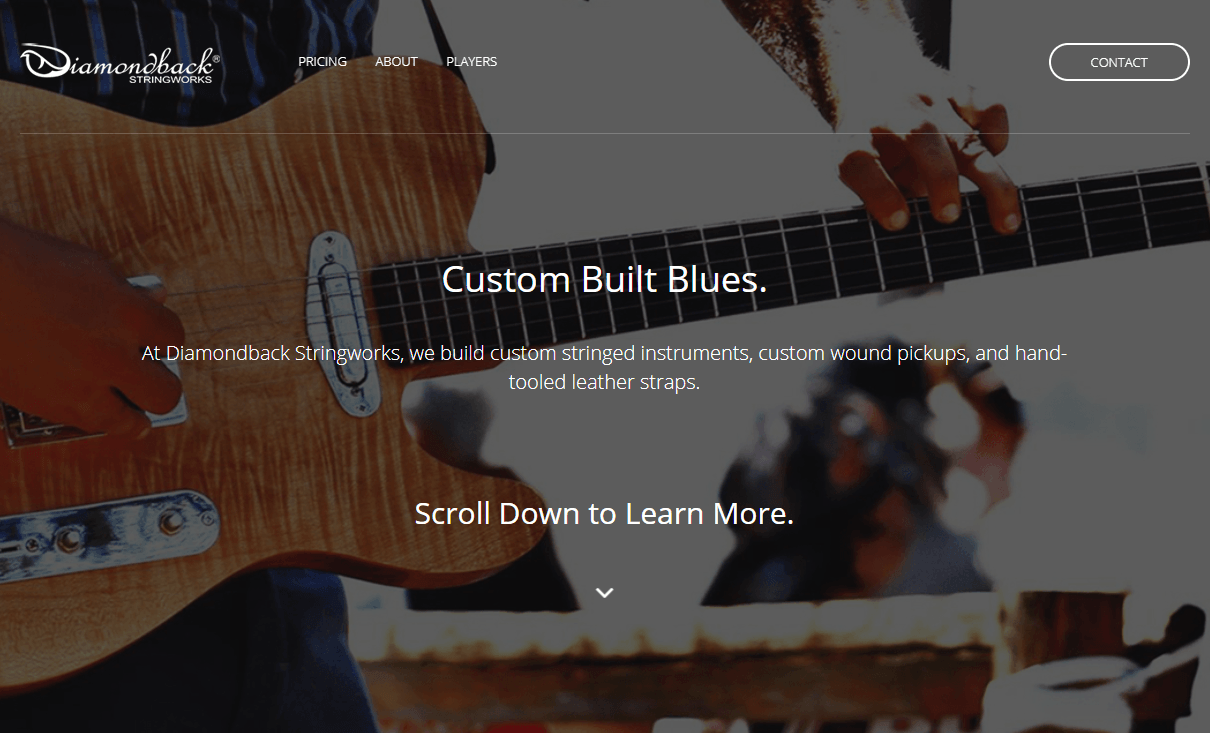 Diamondback®
STRINGWORKS
PRICING ABOUT PLAYERS
CONTACT
Custom Built Blues.
At Diamondback Stringworks, we build custom stringed instruments, custom wound pickups, and hand-
tooled leather straps.
Scroll Down to Learn More.